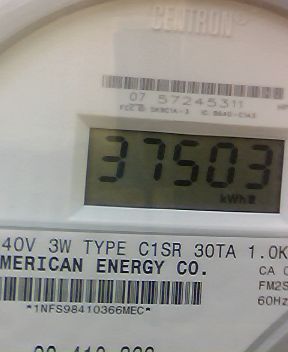 CENTRON®
07 57245311
37503
kWh
40V 3W TYPE C1SR 30TA 1.0K
MERICAN ENERGY CO.
CA
FM2S
60Hz
*1NFS98410366MEC*